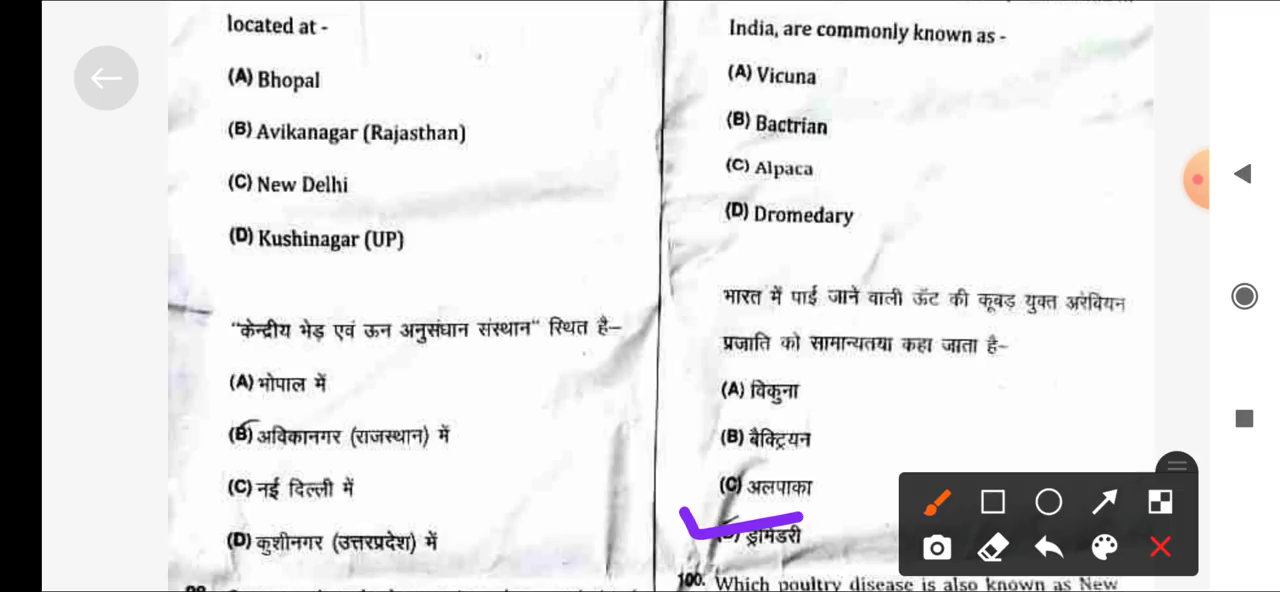 located at -
(A) Bhopal
(B) Avikanagar (Rajasthan)
(C) New Delhi
(D) Kushinagar (UP)
"केन्द्रीय भेड़ एवं ऊन अनुसंघान संस्थान" स्थित है–
(A) भोपाल में
(B) अविकानगर (राजस्थान) में
(C) नई दिल्ली में
(D) कुशीनगर (उत्तरप्रदेश) में
India, are commonly known as -
(A) Vicuna
(B) Bactrian
(C) Alpaca
(D) Dromedary
भारत में पाई जाने वाली ऊँट की कूबड़ युक्त अरेवियन
प्रजाति को सामान्यतया कहा जाता है–
(A) विकुना
(B) बैक्ट्रियन
(C) अलपाका
ड्रोमेडरी
100. Which poultry disease is also known as New